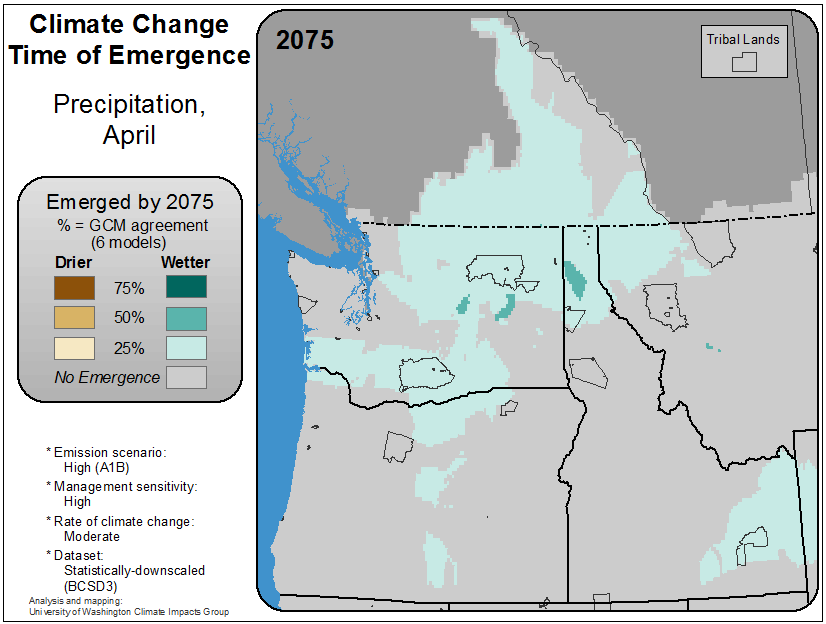 Climate Change
Time of Emergence
Precipitation,
April
Emerged by 2075
% = GCM agreement
(6 models)
Drier Wetter
75%
50%
25%
No Emergence
* Emission scenario:
High (A1B)
* Management sensitivity:
High
* Rate of climate change:
Moderate
* Dataset:
Statistically-downscaled
(BCSD3)
Analysis and mapping:
University of Washington Climate Impacts Group
2075
Tribal Lands